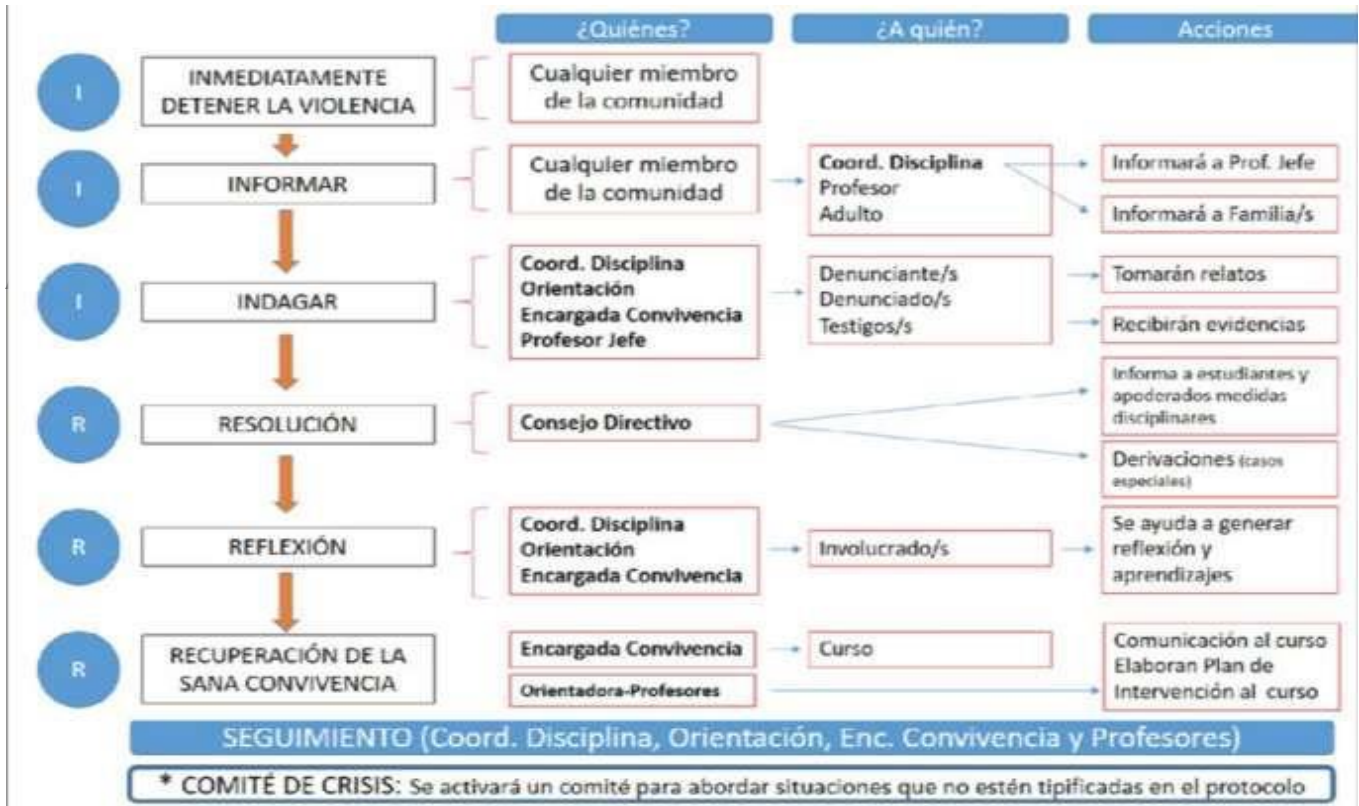 ¿Quiénes?
¿A quién?
Acciones
I
INMEDIATAMENTE
DETENER LA VIOLENCIA
Cualquier miembro
de la comunidad
I
INFORMAR
Cualquier miembro
de la comunidad
Coord. Disciplina
Profesor
Adulto
Informará a Prof. Jefe
Informará a Familia/s
I
INDAGAR
Coord. Disciplina
Orientación
Encargada Convivencia
Profesor Jefe
Denunciante/s
Denunciado/s
Testigos/s
Tomarán relatos
Recibirán evidencias
R
RESOLUCIÓN
Consejo Directivo
Informa a estudiantes y
apoderados medidas
disciplinares
Derivaciones (casos
especiales)
R
REFLEXIÓN
Coord. Disciplina
Orientación
Encargada Convivencia
Involucrado/s
Se ayuda a generar
reflexión y
aprendizajes
R
RECUPERACIÓN DE LA
SANA CONVIVENCIA
Encargada Convivencia
Orientadora-Profesores
Curso
Comunicación al curso
Elaboran Plan de
Intervención al curso
SEGUIMIENTO (Coord. Disciplina, Orientación, Enc. Convivencia y Profesores)
* COMITÉ DE CRISIS: Se activará un comité para abordar situaciones que no estén tipificadas en el protocolo